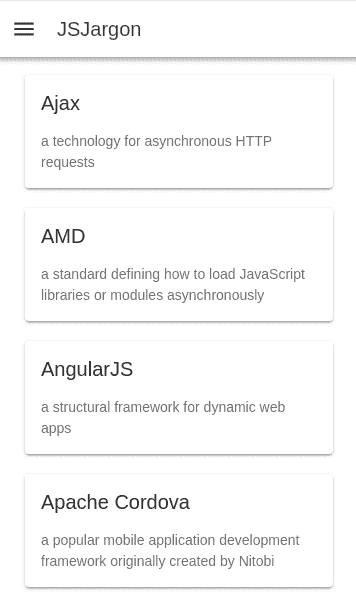 JSJargon
Ajax
a technology for asynchronous HTTP
requests
AMD
a standard defining how to load JavaScript
libraries or modules asynchronously
AngularJS
a structural framework for dynamic web
apps
Apache Cordova
a popular mobile application development
framework originally created by Nitobi